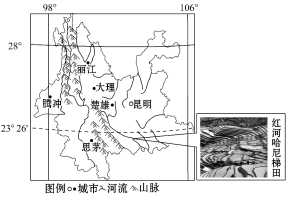 98° 106°
28°
丽江
大理
腾冲 楚雄 昆明
23°26′
思茅
红河哈尼梯田
图例 城市 河流 山脉